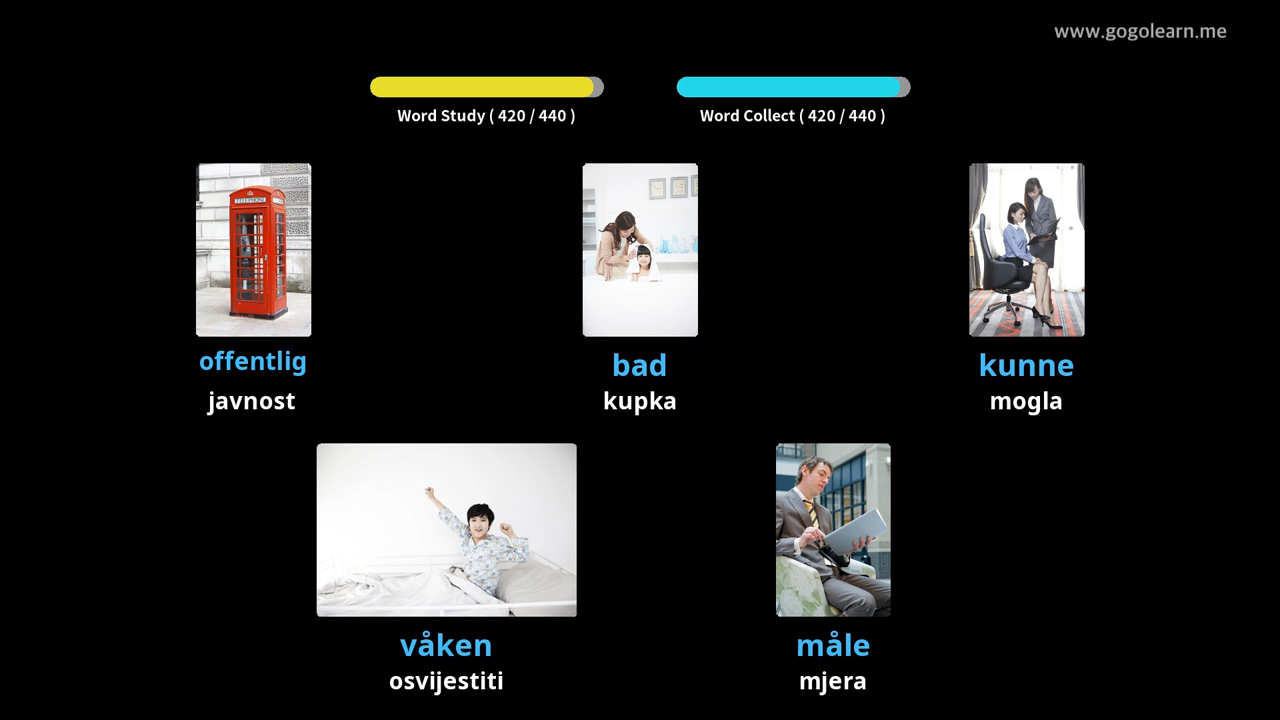 www.gogolearn.me
Word Study ( 420 / 440 )
Word Collect ( 420 / 440 )
TELEPHONE
offentlig
bad
kunne
javnost
kupka
mogla
våken
måle
osvijestiti
mjera